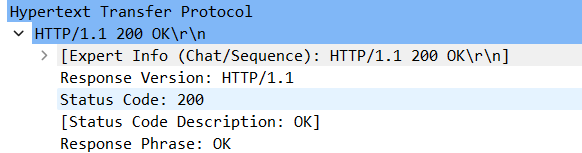 Hypertext Transfer Protocol
HTTP/1.1 200 OK\r\n
[Expert Info (Chat/Sequence): HTTP/1.1 200 OK\r\n]
Response Version: HTTP/1.1
Status Code: 200
[Status Code Description: OK]
Response Phrase: OK